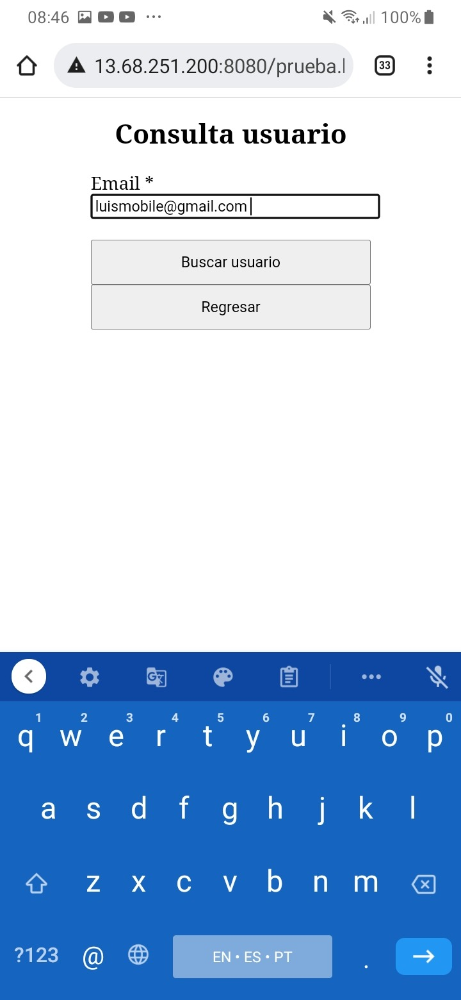 08:46 100%
13.68.251.200:8080/prueba.
33
Consulta usuario
Email *
luismobile@gmail.com
Buscar usuario
Regresar
1 2 3 4 5 6 7 8 9 0
q w e r t y u i o p
a s d f g h j k l
z x c v b n m
?123 @ EN • ES • PT .